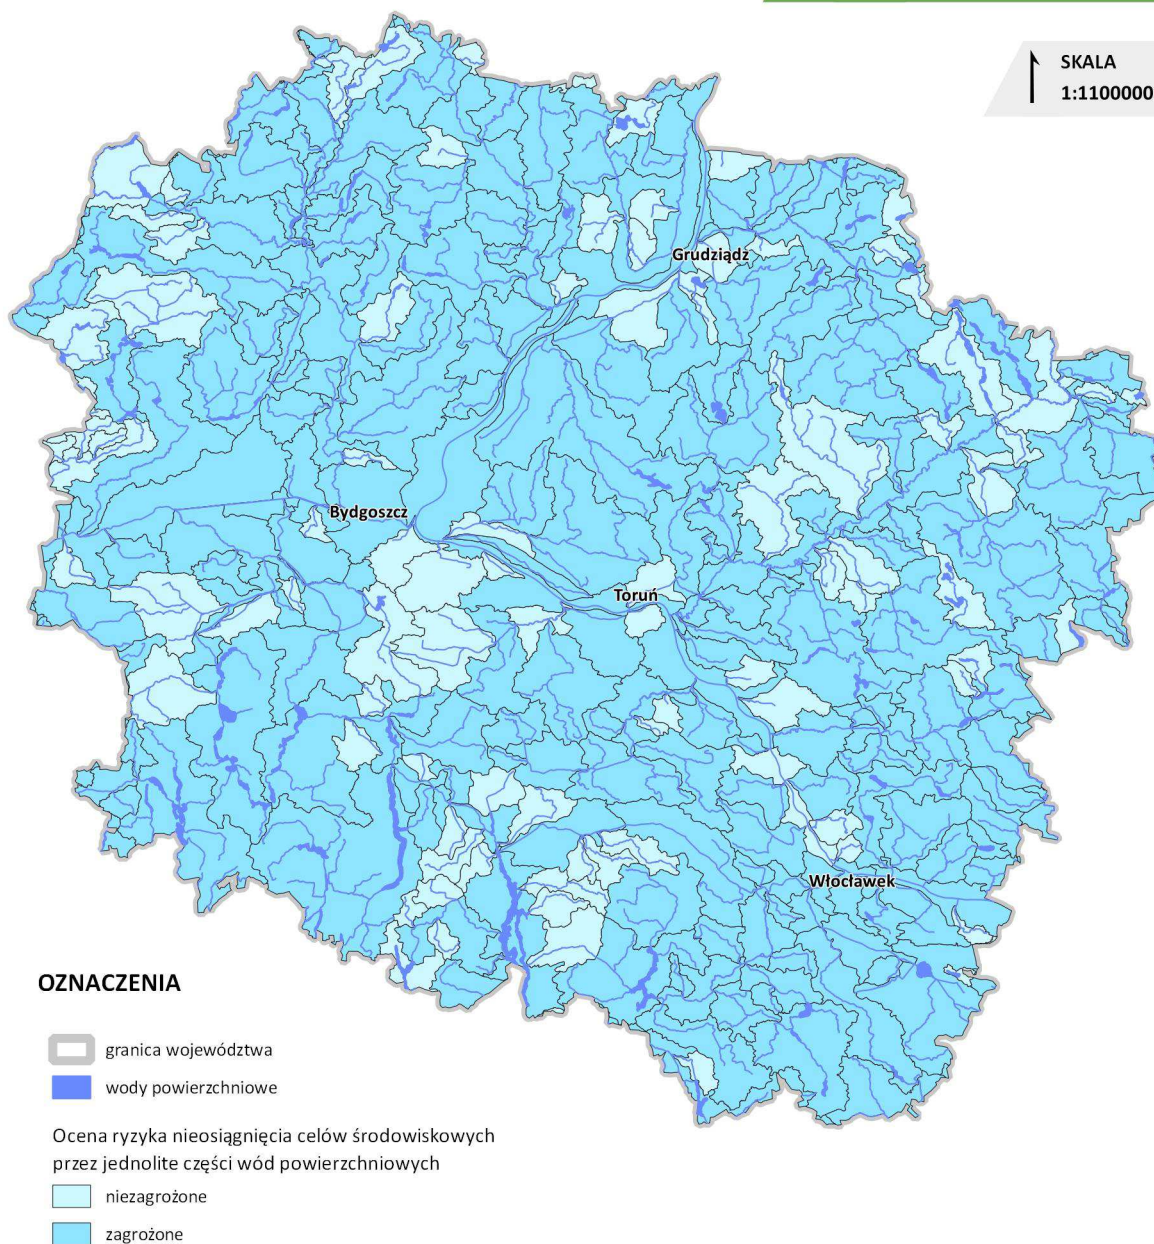 SKALA
1:1100000
Grudziądz
Bydgoszcz
Toruń
Włocławek
OZNACZENIA
granica województwa
wody powierzchniowe
Ocena ryzyka nieosiągnięcia celów środowiskowych
przez jednolite części wód powierzchniowych
niezagrożone
zagrożone